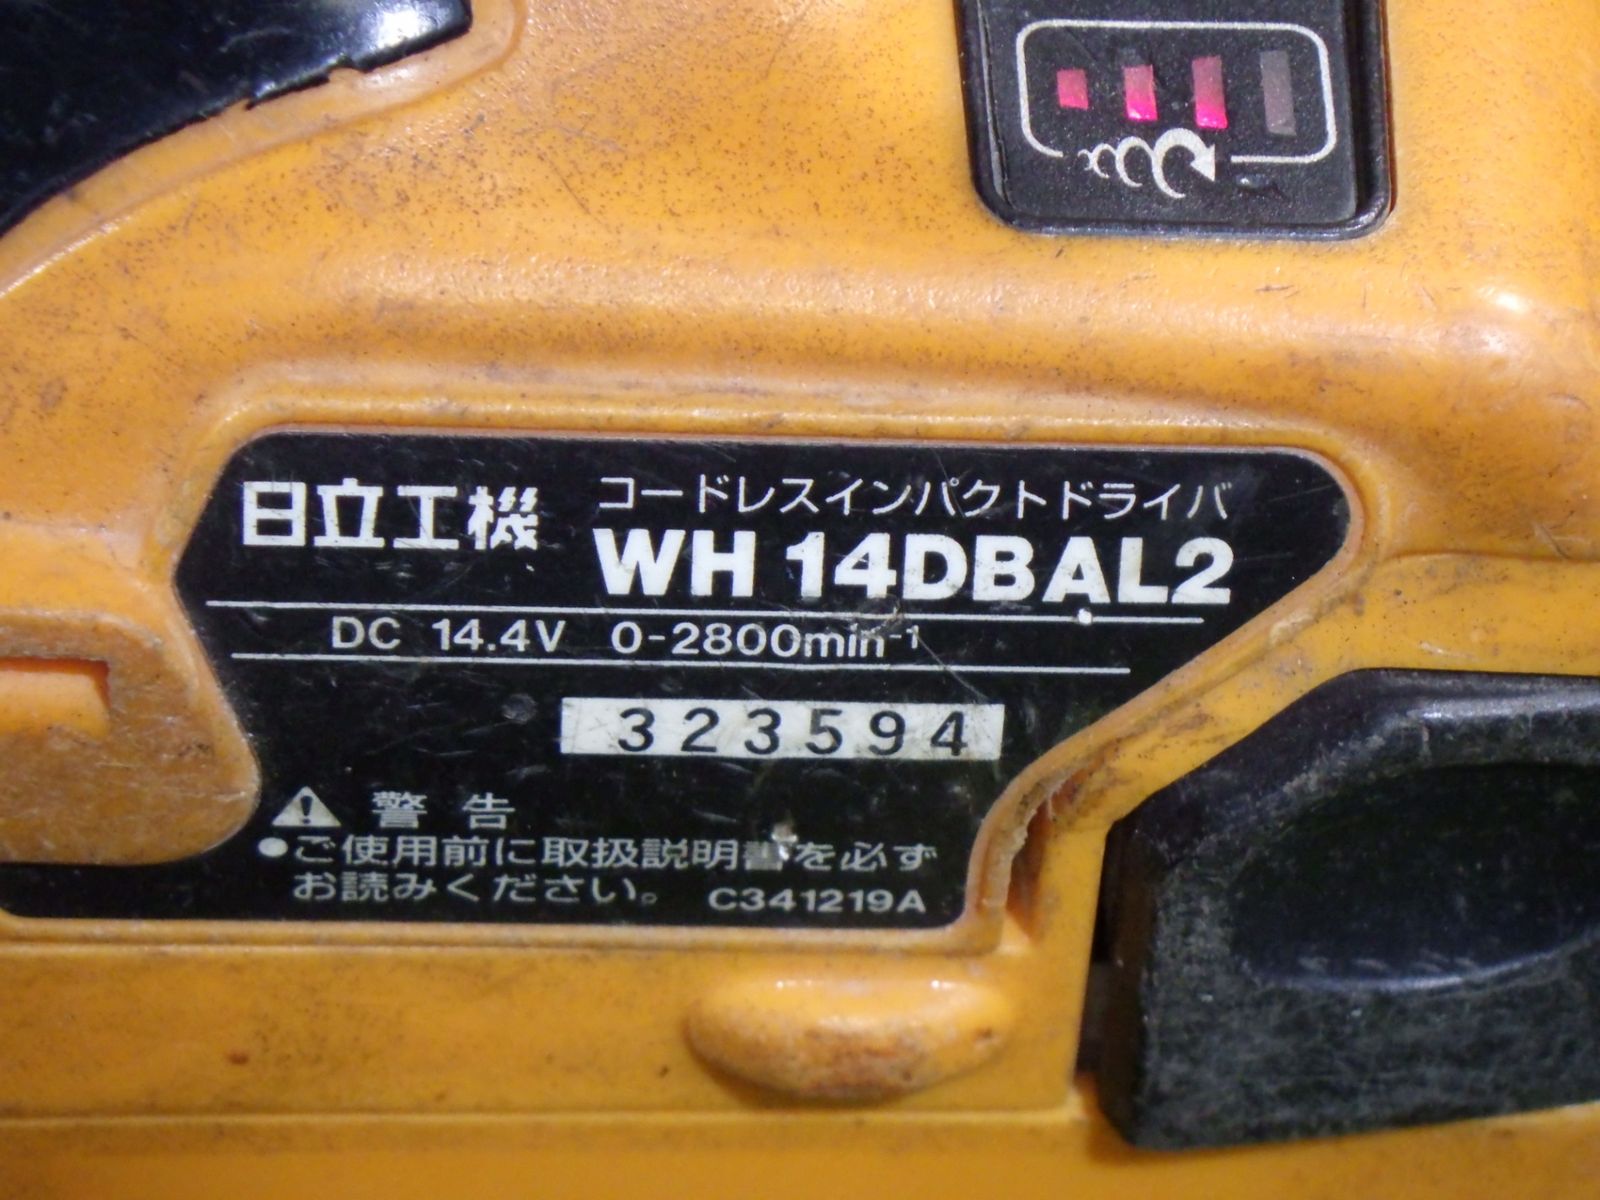 日立工機 コードレスインパクトドライバ
WH 14DBAL2
DC 14.4V 0-2800min⁻¹
323594
⚠警 告
●ご使用前に取扱説明書を必ず
お読みください。 C341219A